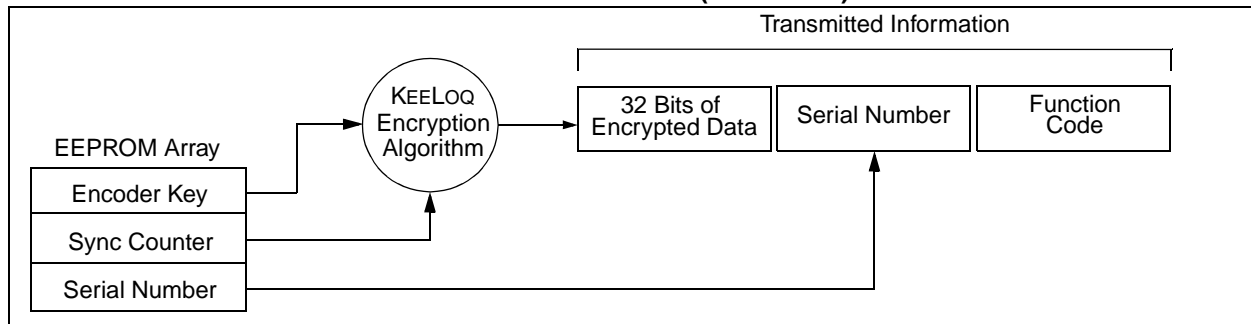 Transmitted Information
KEELOQ
Encryption
Algorithm
32 Bits of
Encrypted Data
Serial Number
Function
Code
EEPROM Array
Encoder Key
Sync Counter
Serial Number